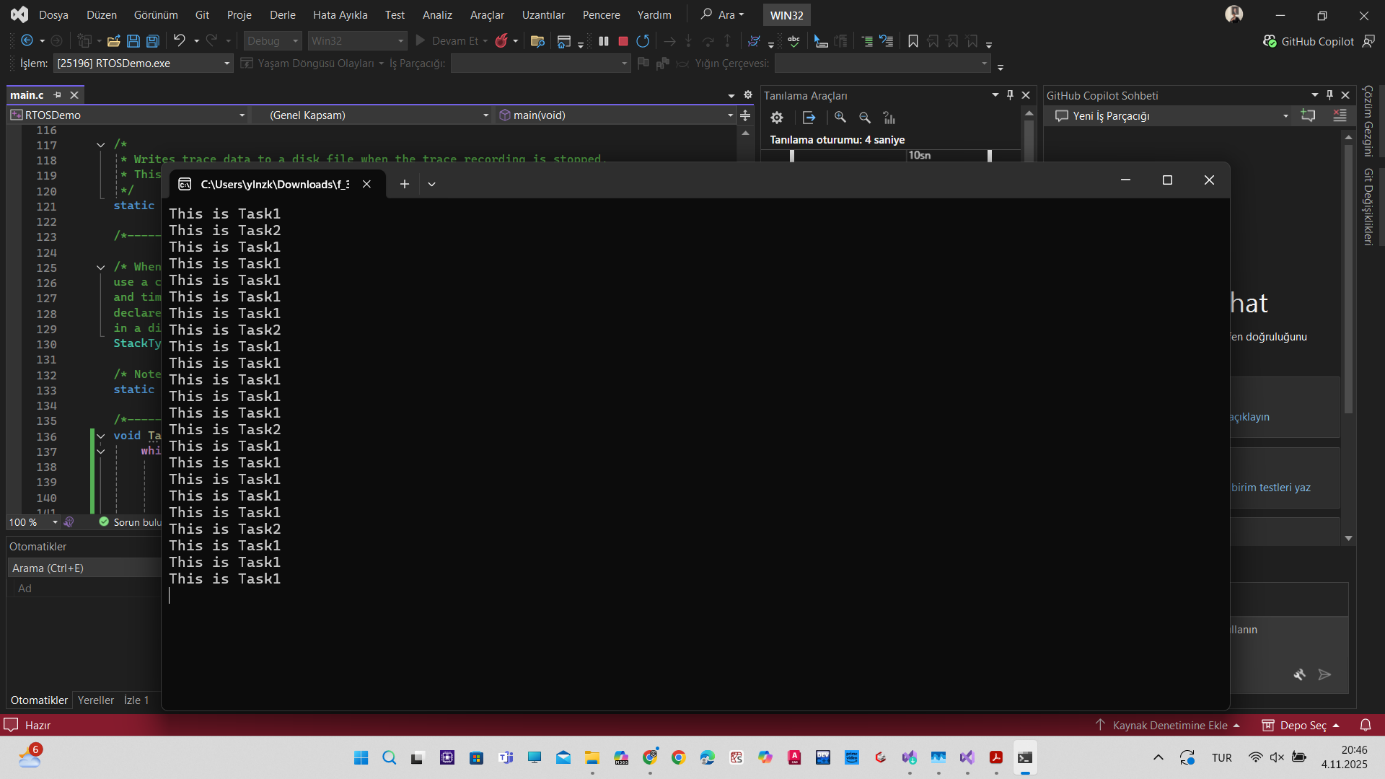 Dosya Düzen Görünüm Git Proje Derle Hata Ayıkla Test Analiz Araçlar Uzantılar Pencere Yardım Ara WIN32
Debug Win32 Devam Et GitHub Copilot
İşlem: [25196] RTOSDemo.exe Yaşam Döngüsü Olayları İş Parçacığı: Yığın Çerçevesi:
main.c
Tanılama Araçları
GitHub Copilot Sohbeti
RTOSDemo (Genel Kapsam) main(void)
Yeni İş Parçacığı
Tanılama oturumu: 4 saniye
10sn
116
117 /*
118 * Writes trace data to a disk file when the trace recording is stopped.
119 * This
120 */
121 static
122
123 /*-----
124
125 /* When
126 use a c
127 and tim
128 declare
129 in a di
130 StackTy
131
132 /* Note
133 static
134
135 /*-----
136 void Ta
137 whi
138
139
140
141
100 % Sorun bulu
C:\Users\ylnzk\Downloads\f_3
This is Task1
This is Task2
This is Task1
This is Task1
This is Task1
This is Task1
This is Task1
This is Task2
This is Task1
This is Task1
This is Task1
This is Task1
This is Task1
This is Task2
This is Task1
This is Task1
This is Task1
This is Task1
This is Task1
This is Task2
This is Task1
This is Task1
This is Task1
hat
fen doğruluğunu
açıklayın
birim testleri yaz
llanın
Çözüm Gezgini
Git Değişiklikleri
Otomatikler
Arama (Ctrl+E)
Ad
Otomatikler Yereller İzle 1
Hazır Kaynak Denetimine Ekle Depo Seç
6
TUR
20:46
4.11.2025